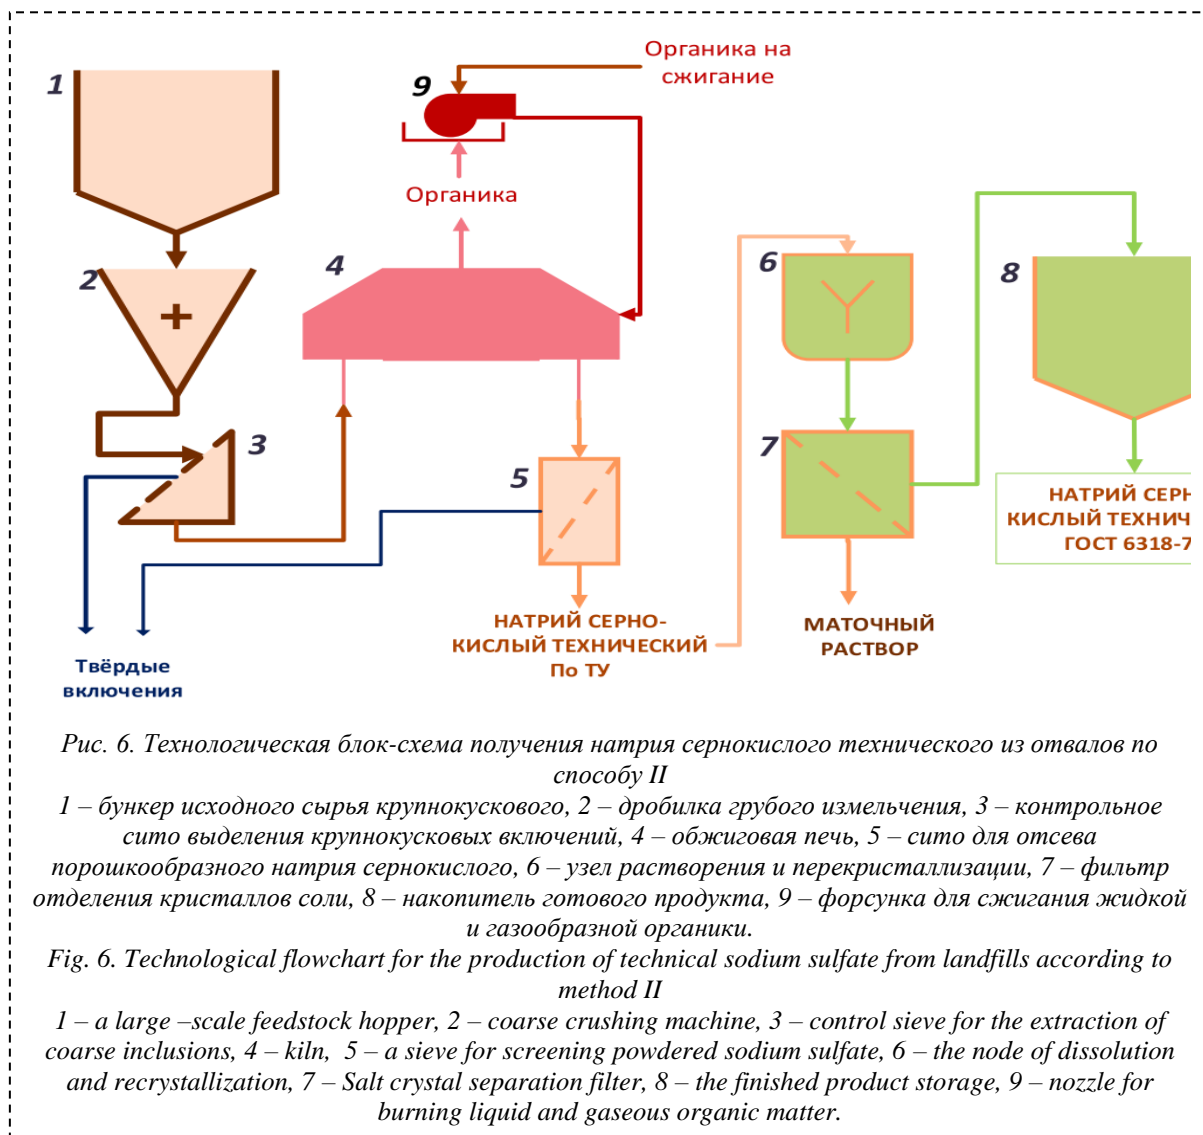 Органика на
сжигание
1
9
Органика
4
2
6
8
3
7
5
НАТРИЙ СЕРН
КИСЛЫЙ ТЕХНИЧ
ГОСТ 6318-7
НАТРИЙ СЕРНО-
КИСЛЫЙ ТЕХНИЧЕСКИЙ
По ТУ
МАТОЧНЫЙ
РАСТВОР
Твёрдые
включения
Рис. 6. Технологическая блок-схема получения натрия сернокислого технического из отвалов по
способу II
1 – бункер исходного сырья крупнокускового, 2 – дробилка грубого измельчения, 3 – контрольное
сито выделения крупнокусковых включений, 4 – обжиговая печь, 5 – сито для отсева
порошкообразного натрия сернокислого, 6 – узел растворения и перекристаллизации, 7 – фильтр
отделения кристаллов соли, 8 – накопитель готового продукта, 9 – форсунка для сжигания жидкой
и газообразной органики.
Fig. 6. Technological flowchart for the production of technical sodium sulfate from landfills according to
method II
1 – a large –scale feedstock hopper, 2 – coarse crushing machine, 3 – control sieve for the extraction of
coarse inclusions, 4 – kiln, 5 – a sieve for screening powdered sodium sulfate, 6 – the node of dissolution
and recrystallization, 7 – Salt crystal separation filter, 8 – the finished product storage, 9 – nozzle for
burning liquid and gaseous organic matter.